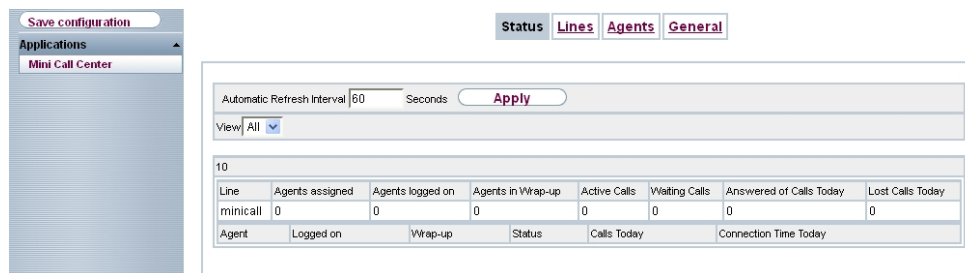 Save configuration
Applications
Mini Call Center
Status Lines Agents General
Automatic Refresh Interval 60 Seconds Apply
View All
10
Line Agents assigned Agents logged on Agents in Wrap-up Active Calls Waiting Calls Answered of Calls Today Lost Calls Today
minicall 0 0 0 0 0 0 0
Agent Logged on Wrap-up Status Calls Today Connection Time Today